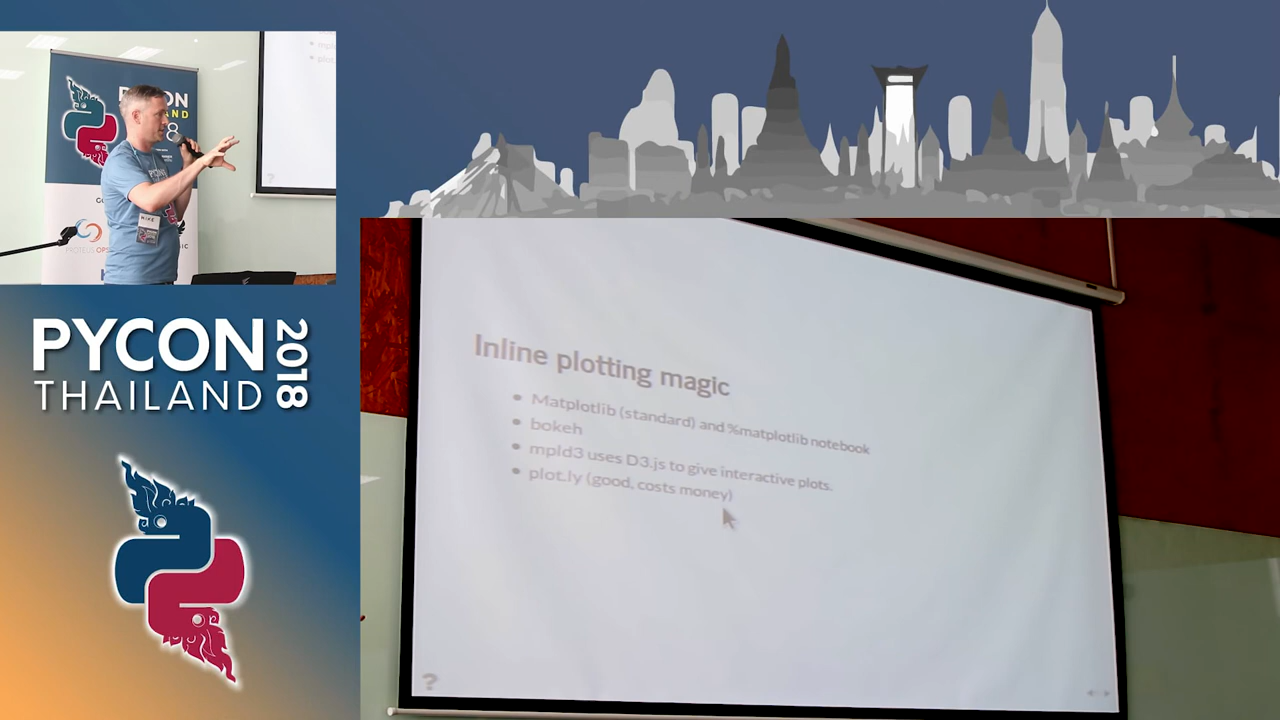 PYCON
THAILAND
2018
Inline plotting magic
Matplotlib (standard) and %matplotlib notebook
bokeh
mpld3 uses D3.js to give interactive plots.
plot.ly (good, costs money)
?
MIKE